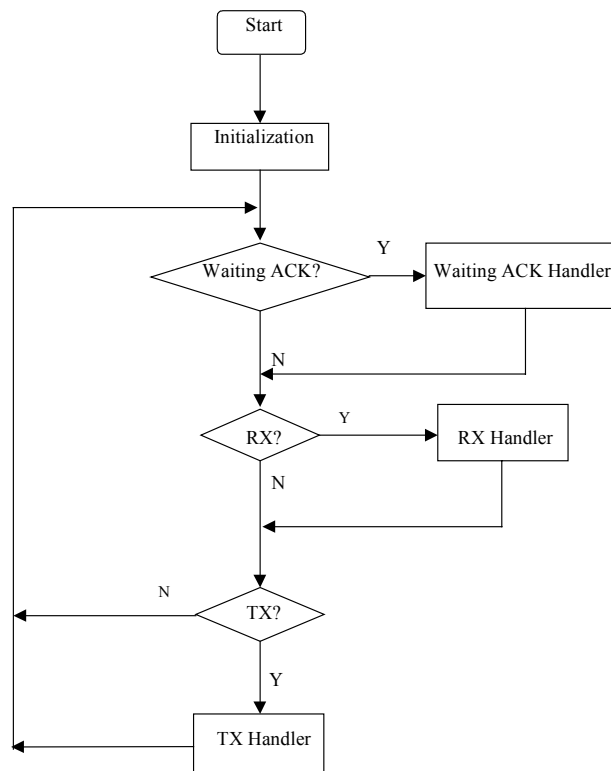 Start
Initialization
Waiting ACK?
Y
Waiting ACK Handler
N
RX?
Y
RX Handler
N
N
TX?
Y
TX Handler